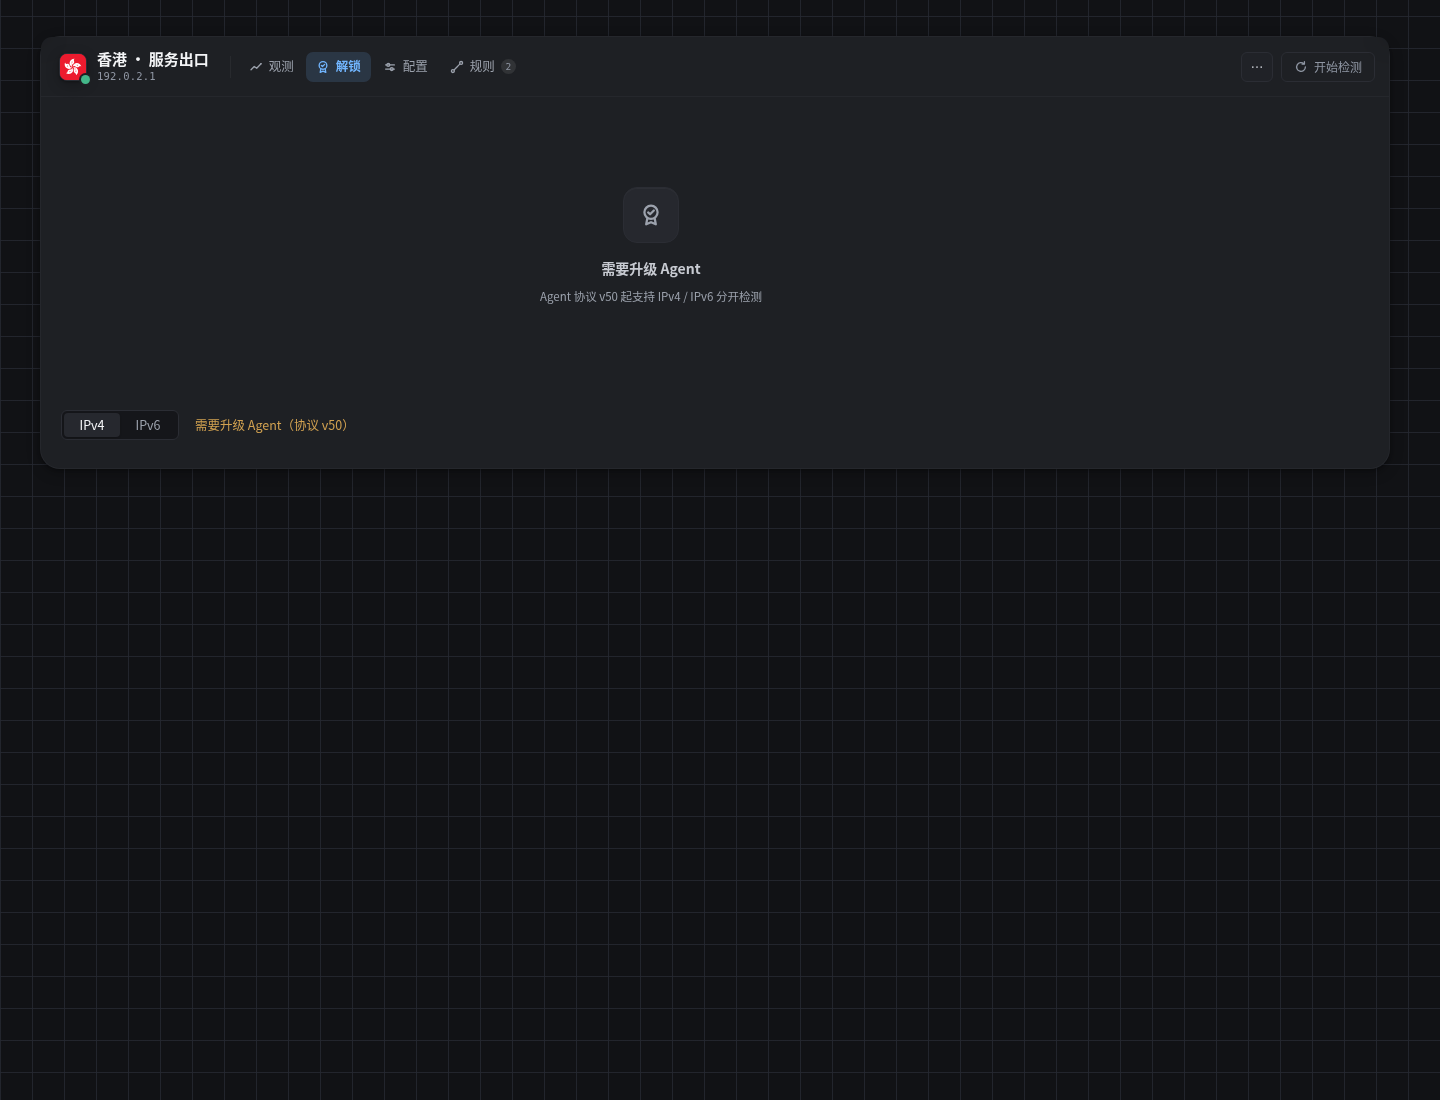 香港 · 服务出口
192.0.2.1
观测
解锁
配置
规则 2
开始检测
需要升级 Agent
Agent 协议 v50 起支持 IPv4 / IPv6 分开检测
IPv4 IPv6 需要升级 Agent（协议 v50）